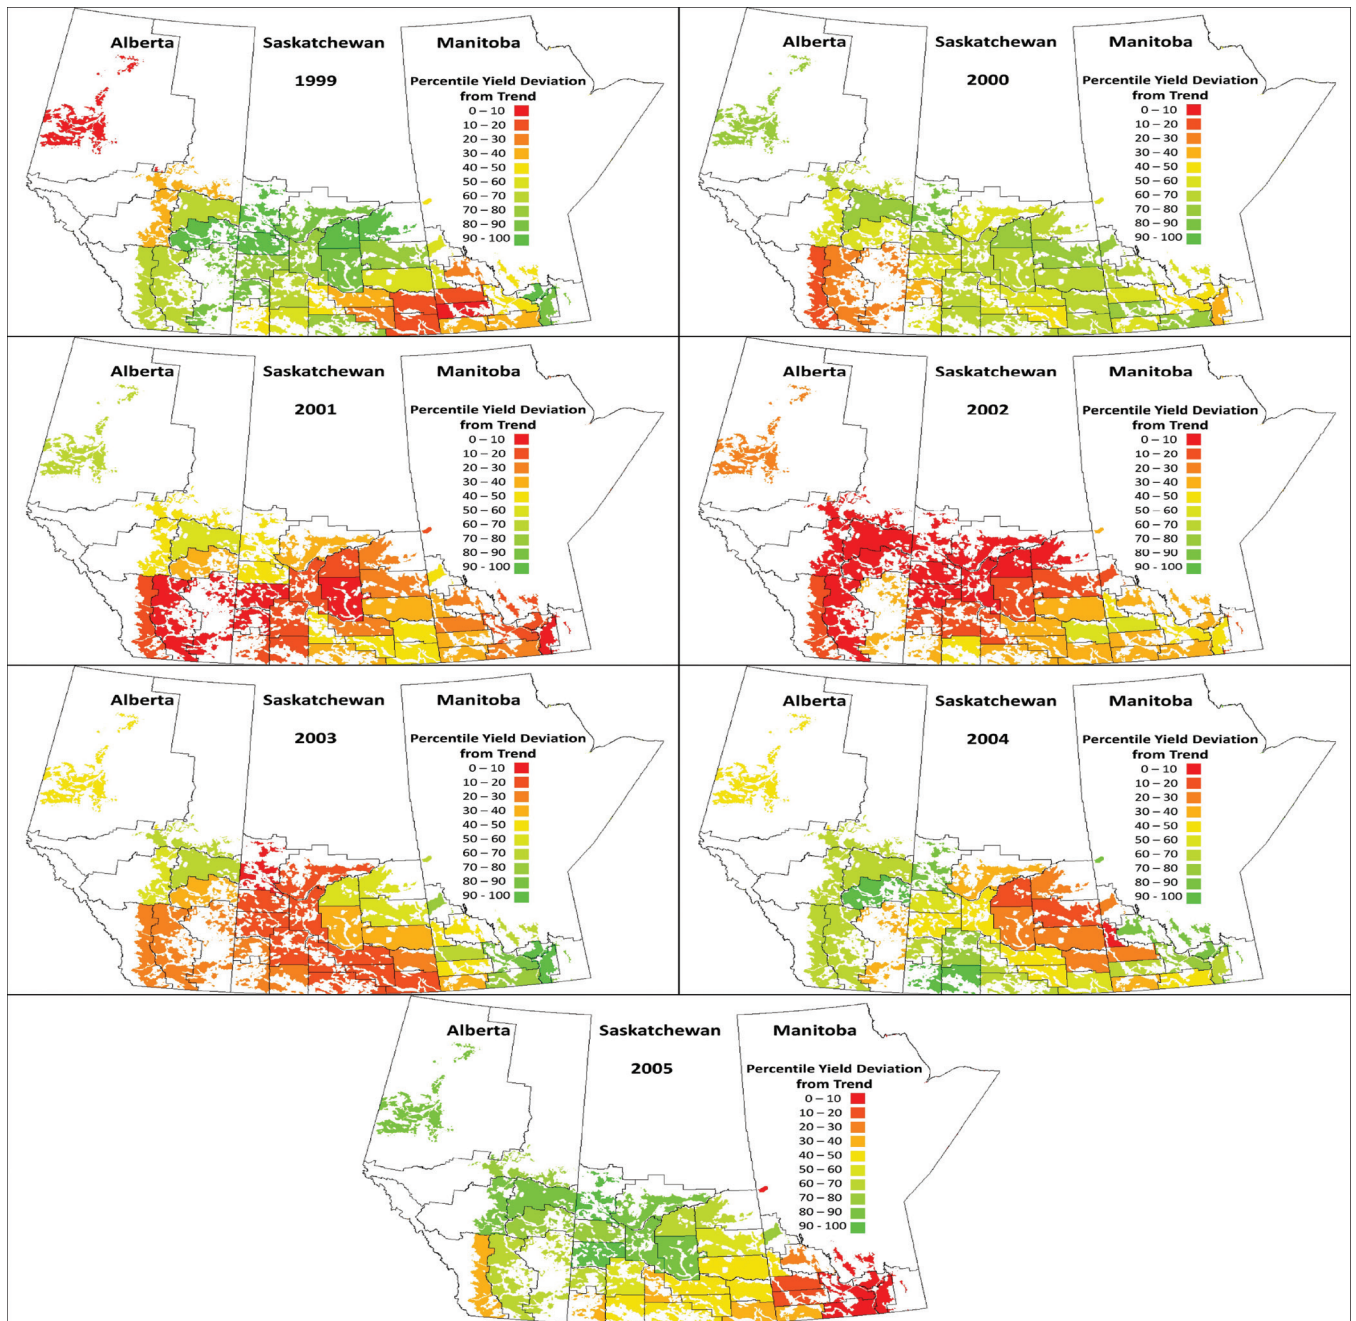 Alberta Saskatchewan Manitoba
1999
Percentile Yield Deviation
from Trend
0 – 10
10 – 20
20 – 30
30 – 40
40 – 50
50 – 60
60 – 70
70 – 80
80 – 90
90 - 100
Alberta Saskatchewan Manitoba
2000
Percentile Yield Deviation
from Trend
0 – 10
10 – 20
20 – 30
30 – 40
40 – 50
50 – 60
60 – 70
70 – 80
80 – 90
90 - 100
Alberta Saskatchewan Manitoba
2001
Percentile Yield Deviation
from Trend
0 – 10
10 – 20
20 – 30
30 – 40
40 – 50
50 – 60
60 – 70
70 – 80
80 – 90
90 - 100
Alberta Saskatchewan Manitoba
2002
Percentile Yield Deviation
from Trend
0 – 10
10 – 20
20 – 30
30 – 40
40 – 50
50 – 60
60 – 70
70 – 80
80 – 90
90 - 100
Alberta Saskatchewan Manitoba
2003
Percentile Yield Deviation
from Trend
0 – 10
10 – 20
20 – 30
30 – 40
40 – 50
50 – 60
60 – 70
70 – 80
80 – 90
90 - 100
Alberta Saskatchewan Manitoba
2004
Percentile Yield Deviation
from Trend
0 – 10
10 – 20
20 – 30
30 – 40
40 – 50
50 – 60
60 – 70
70 – 80
80 – 90
90 - 100
Alberta Saskatchewan Manitoba
2005
Percentile Yield Deviation
from Trend
0 – 10
10 – 20
20 – 30
30 – 40
40 – 50
50 – 60
60 – 70
70 – 80
80 – 90
90 - 100